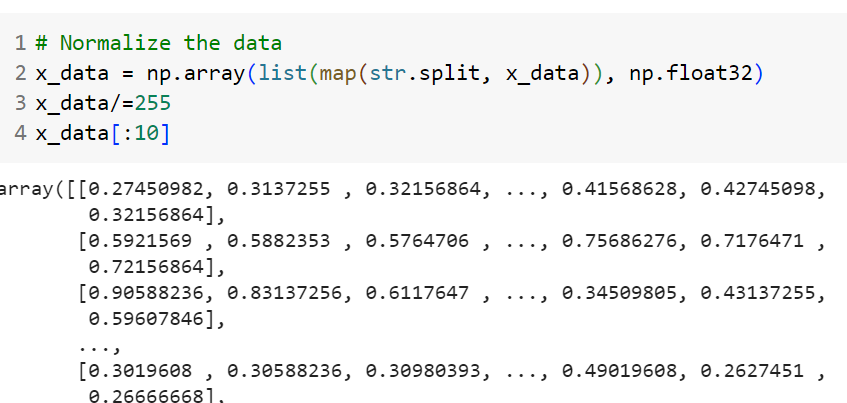 1 # Normalize the data
2 x_data = np.array(list(map(str.split, x_data)), np.float32)
3 x_data/=255
4 x_data[:10]
array([[0.27450982, 0.3137255 , 0.32156864, ..., 0.41568628, 0.42745098,
0.32156864],
[0.5921569 , 0.5882353 , 0.5764706 , ..., 0.75686276, 0.7176471 ,
0.72156864],
[0.90588236, 0.83137256, 0.6117647 , ..., 0.34509805, 0.43137255,
0.59607846],
...,
[0.3019608 , 0.30588236, 0.30980393, ..., 0.49019608, 0.2627451 ,
0.26666668],